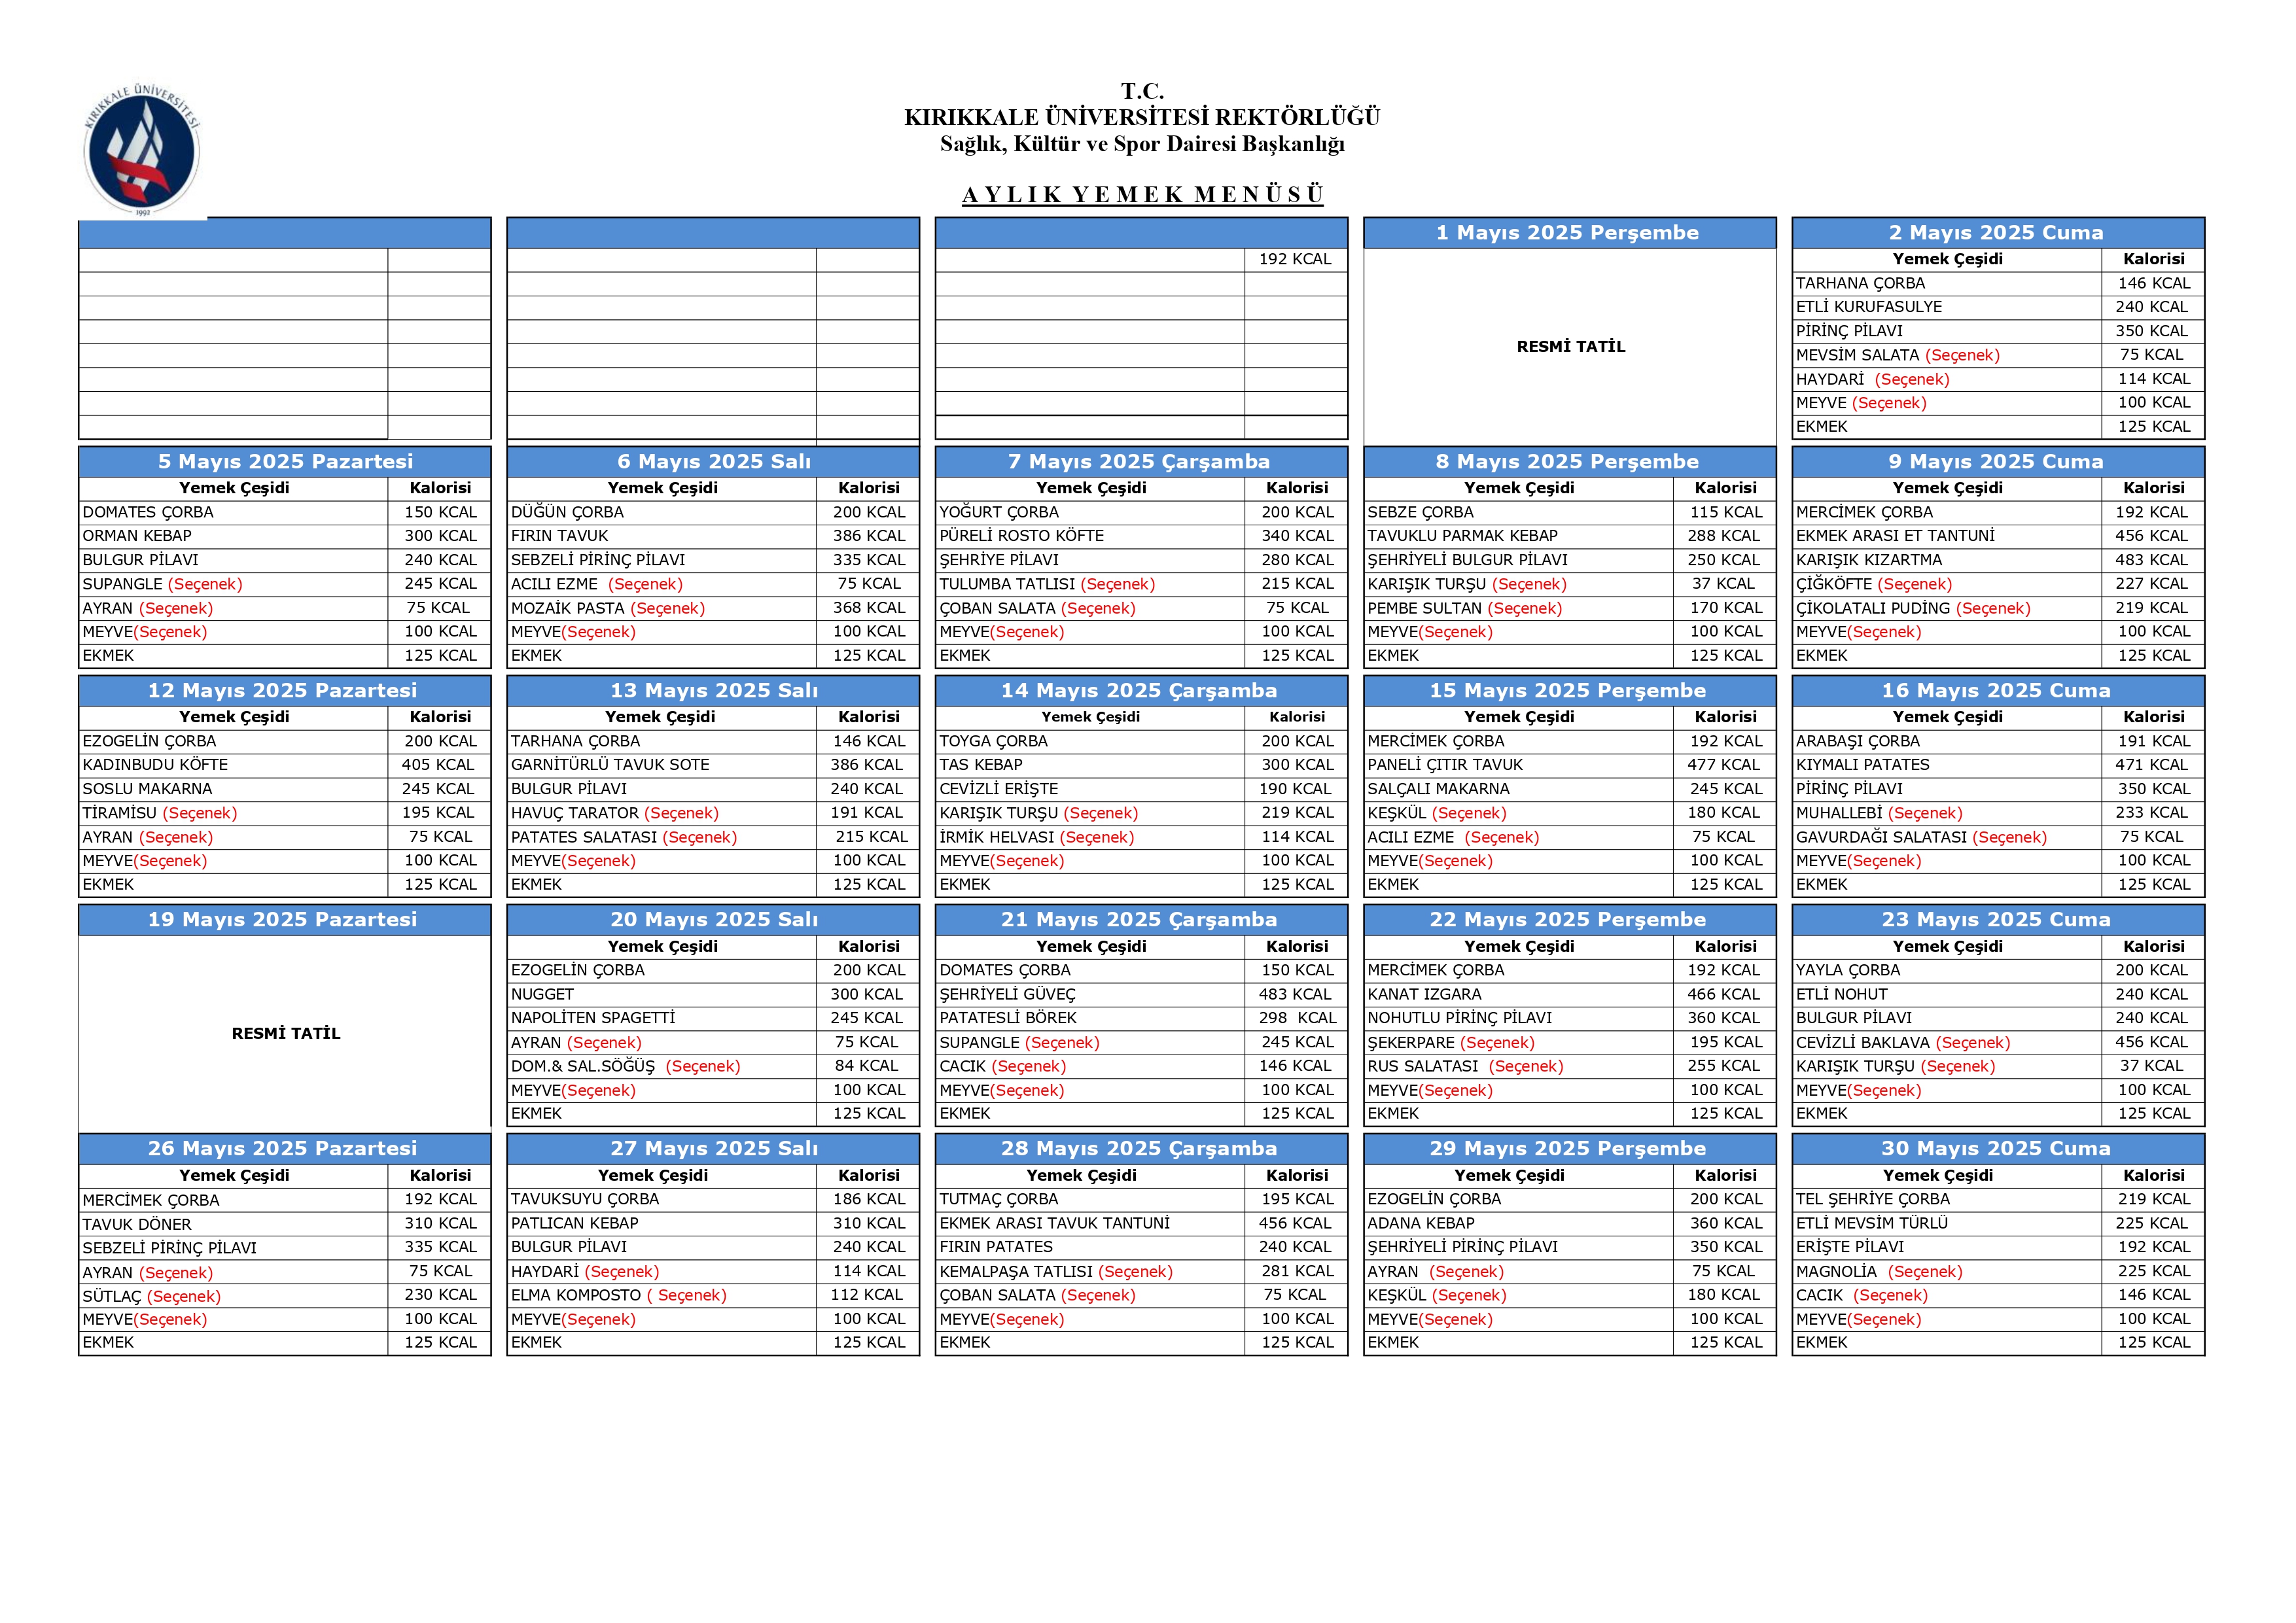 KIRIKKALE ÜNİVERSİTESİ
1992
T.C.
KIRIKKALE ÜNİVERSİTESİ REKTÖRLÜĞÜ
Sağlık, Kültür ve Spor Dairesi Başkanlığı
AYLIK YEMEK MENÜSÜ
192 KCAL
1 Mayıs 2025 Perşembe
RESMİ TATİL
2 Mayıs 2025 Cuma
Yemek Çeşidi Kalorisi
TARHANA ÇORBA 146 KCAL
ETLİ KURUFASULYE 240 KCAL
PİRİNÇ PİLAVI 350 KCAL
MEVSİM SALATA (Seçenek) 75 KCAL
HAYDARİ (Seçenek) 114 KCAL
MEYVE (Seçenek) 100 KCAL
EKMEK 125 KCAL
5 Mayıs 2025 Pazartesi
Yemek Çeşidi Kalorisi
DOMATES ÇORBA 150 KCAL
ORMAN KEBAP 300 KCAL
BULGUR PİLAVI 240 KCAL
SUPANGLE (Seçenek) 245 KCAL
AYRAN (Seçenek) 75 KCAL
MEYVE(Seçenek) 100 KCAL
EKMEK 125 KCAL
6 Mayıs 2025 Salı
Yemek Çeşidi Kalorisi
DÜĞÜN ÇORBA 200 KCAL
FIRIN TAVUK 386 KCAL
SEBZELİ PİRİNÇ PİLAVI 335 KCAL
ACILI EZME (Seçenek) 75 KCAL
MOZAİK PASTA (Seçenek) 368 KCAL
MEYVE(Seçenek) 100 KCAL
EKMEK 125 KCAL
7 Mayıs 2025 Çarşamba
Yemek Çeşidi Kalorisi
YOĞURT ÇORBA 200 KCAL
PÜRELİ ROSTO KÖFTE 340 KCAL
ŞEHRİYE PİLAVI 280 KCAL
TULUMBA TATLISI (Seçenek) 215 KCAL
ÇOBAN SALATA (Seçenek) 75 KCAL
MEYVE(Seçenek) 100 KCAL
EKMEK 125 KCAL
8 Mayıs 2025 Perşembe
Yemek Çeşidi Kalorisi
SEBZE ÇORBA 115 KCAL
TAVUKLU PARMAK KEBAP 288 KCAL
ŞEHRİYELİ BULGUR PİLAVI 250 KCAL
KARIŞIK TURŞU (Seçenek) 37 KCAL
PEMBE SULTAN (Seçenek) 170 KCAL
MEYVE(Seçenek) 100 KCAL
EKMEK 125 KCAL
9 Mayıs 2025 Cuma
Yemek Çeşidi Kalorisi
MERCİMEK ÇORBA 192 KCAL
EKMEK ARASI ET TANTUNİ 456 KCAL
KARIŞIK KIZARTMA 483 KCAL
ÇİĞKÖFTE (Seçenek) 227 KCAL
ÇİKOLATALI PUDİNG (Seçenek) 219 KCAL
MEYVE(Seçenek) 100 KCAL
EKMEK 125 KCAL
12 Mayıs 2025 Pazartesi
Yemek Çeşidi Kalorisi
EZOGELİN ÇORBA 200 KCAL
KADINBUDU KÖFTE 405 KCAL
SOSLU MAKARNA 245 KCAL
TİRAMİSU (Seçenek) 195 KCAL
AYRAN (Seçenek) 75 KCAL
MEYVE(Seçenek) 100 KCAL
EKMEK 125 KCAL
13 Mayıs 2025 Salı
Yemek Çeşidi Kalorisi
TARHANA ÇORBA 146 KCAL
GARNİTÜRLÜ TAVUK SOTE 386 KCAL
BULGUR PİLAVI 240 KCAL
HAVUÇ TARATOR (Seçenek) 191 KCAL
PATATES SALATASI (Seçenek) 215 KCAL
MEYVE(Seçenek) 100 KCAL
EKMEK 125 KCAL
14 Mayıs 2025 Çarşamba
Yemek Çeşidi Kalorisi
TOYGA ÇORBA 200 KCAL
TAS KEBAP 300 KCAL
CEVİZLİ ERİŞTE 190 KCAL
KARIŞIK TURŞU (Seçenek) 219 KCAL
İRMİK HELVASI (Seçenek) 114 KCAL
MEYVE(Seçenek) 100 KCAL
EKMEK 125 KCAL
15 Mayıs 2025 Perşembe
Yemek Çeşidi Kalorisi
MERCİMEK ÇORBA 192 KCAL
PANELİ ÇITIR TAVUK 477 KCAL
SALÇALI MAKARNA 245 KCAL
KEŞKÜL (Seçenek) 180 KCAL
ACILI EZME (Seçenek) 75 KCAL
MEYVE(Seçenek) 100 KCAL
EKMEK 125 KCAL
16 Mayıs 2025 Cuma
Yemek Çeşidi Kalorisi
ARABAŞI ÇORBA 191 KCAL
KIYMALI PATATES 471 KCAL
PİRİNÇ PİLAVI 350 KCAL
MUHALLEBİ (Seçenek) 233 KCAL
GAVURDAĞI SALATASI (Seçenek) 75 KCAL
MEYVE(Seçenek) 100 KCAL
EKMEK 125 KCAL
19 Mayıs 2025 Pazartesi
RESMİ TATİL
20 Mayıs 2025 Salı
Yemek Çeşidi Kalorisi
EZOGELİN ÇORBA 200 KCAL
NUGGET 300 KCAL
NAPOLİTEN SPAGETTİ 245 KCAL
AYRAN (Seçenek) 75 KCAL
DOM.& SAL.SÖĞÜŞ (Seçenek) 84 KCAL
MEYVE(Seçenek) 100 KCAL
EKMEK 125 KCAL
21 Mayıs 2025 Çarşamba
Yemek Çeşidi Kalorisi
DOMATES ÇORBA 150 KCAL
ŞEHRİYELİ GÜVEÇ 483 KCAL
PATATESLİ BÖREK 298 KCAL
SUPANGLE (Seçenek) 245 KCAL
CACIK (Seçenek) 146 KCAL
MEYVE(Seçenek) 100 KCAL
EKMEK 125 KCAL
22 Mayıs 2025 Perşembe
Yemek Çeşidi Kalorisi
MERCİMEK ÇORBA 192 KCAL
KANAT IZGARA 466 KCAL
NOHUTLU PİRİNÇ PİLAVI 360 KCAL
ŞEKERPARE (Seçenek) 195 KCAL
RUS SALATASI (Seçenek) 255 KCAL
MEYVE(Seçenek) 100 KCAL
EKMEK 125 KCAL
23 Mayıs 2025 Cuma
Yemek Çeşidi Kalorisi
YAYLA ÇORBA 200 KCAL
ETLİ NOHUT 240 KCAL
BULGUR PİLAVI 240 KCAL
CEVİZLİ BAKLAVA (Seçenek) 456 KCAL
KARIŞIK TURŞU (Seçenek) 37 KCAL
MEYVE(Seçenek) 100 KCAL
EKMEK 125 KCAL
26 Mayıs 2025 Pazartesi
Yemek Çeşidi Kalorisi
MERCİMEK ÇORBA 192 KCAL
TAVUK DÖNER 310 KCAL
SEBZELİ PİRİNÇ PİLAVI 335 KCAL
AYRAN (Seçenek) 75 KCAL
SÜTLAÇ (Seçenek) 230 KCAL
MEYVE(Seçenek) 100 KCAL
EKMEK 125 KCAL
27 Mayıs 2025 Salı
Yemek Çeşidi Kalorisi
TAVUKSUYU ÇORBA 186 KCAL
PATLICAN KEBAP 310 KCAL
BULGUR PİLAVI 240 KCAL
HAYDARİ (Seçenek) 114 KCAL
ELMA KOMPOSTO ( Seçenek) 112 KCAL
MEYVE(Seçenek) 100 KCAL
EKMEK 125 KCAL
28 Mayıs 2025 Çarşamba
Yemek Çeşidi Kalorisi
TUTMAÇ ÇORBA 195 KCAL
EKMEK ARASI TAVUK TANTUNİ 456 KCAL
FIRIN PATATES 240 KCAL
KEMALPAŞA TATLISI (Seçenek) 281 KCAL
ÇOBAN SALATA (Seçenek) 75 KCAL
MEYVE(Seçenek) 100 KCAL
EKMEK 125 KCAL
29 Mayıs 2025 Perşembe
Yemek Çeşidi Kalorisi
EZOGELİN ÇORBA 200 KCAL
ADANA KEBAP 360 KCAL
ŞEHRİYELİ PİRİNÇ PİLAVI 350 KCAL
AYRAN (Seçenek) 75 KCAL
KEŞKÜL (Seçenek) 180 KCAL
MEYVE(Seçenek) 100 KCAL
EKMEK 125 KCAL
30 Mayıs 2025 Cuma
Yemek Çeşidi Kalorisi
TEL ŞEHRİYE ÇORBA 219 KCAL
ETLİ MEVSİM TÜRLÜ 225 KCAL
ERİŞTE PİLAVI 192 KCAL
MAGNOLİA (Seçenek) 225 KCAL
CACIK (Seçenek) 146 KCAL
MEYVE(Seçenek) 100 KCAL
EKMEK 125 KCAL